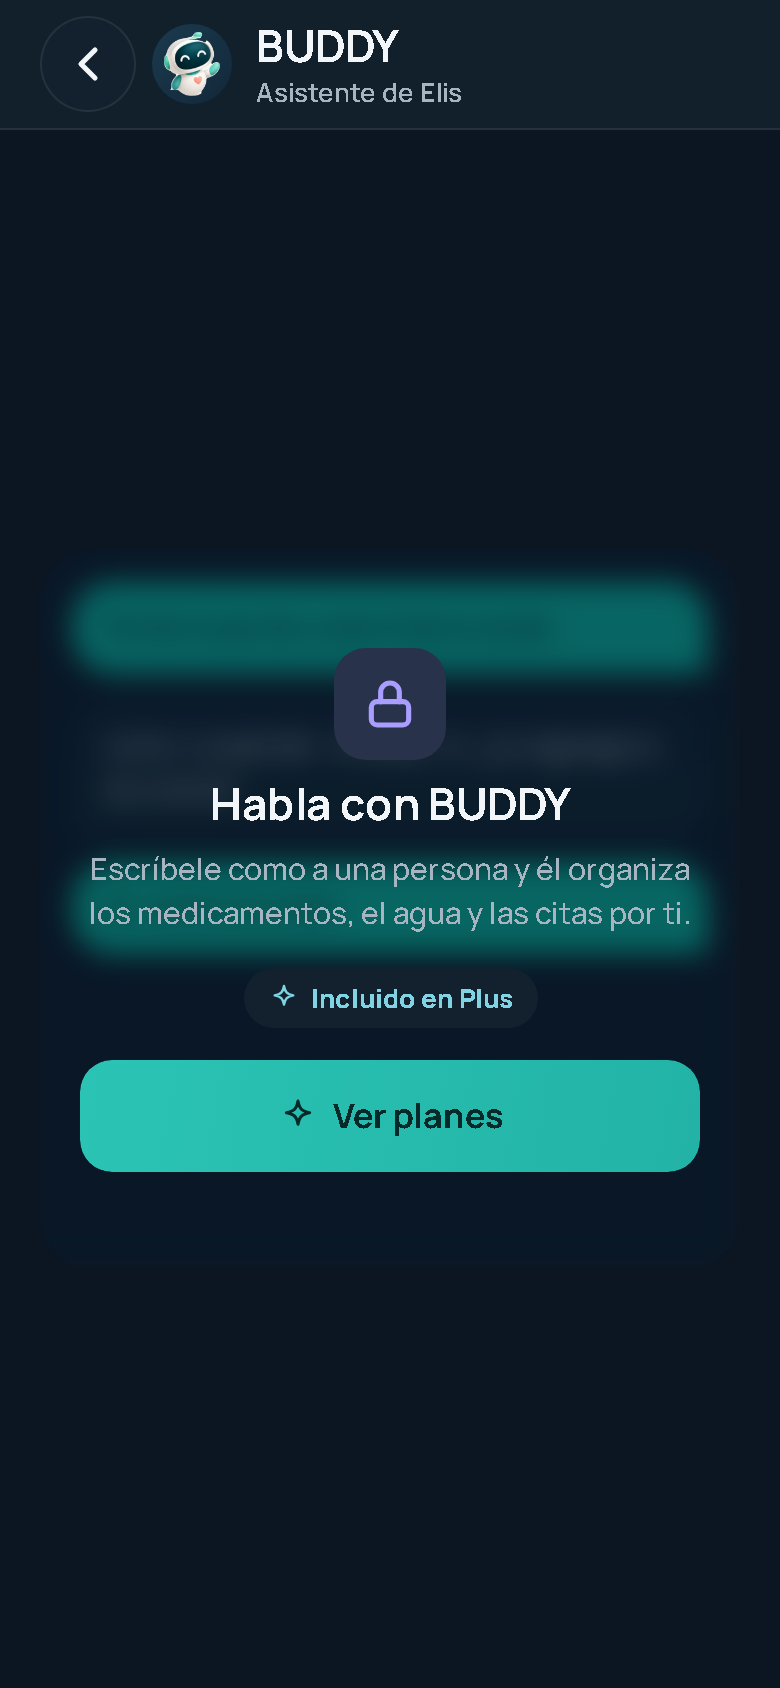 BUDDY
Asistente de Elis
Habla con BUDDY
Escríbele como a una persona y él organiza
los medicamentos, el agua y las citas por ti.
Incluido en Plus
Ver planes